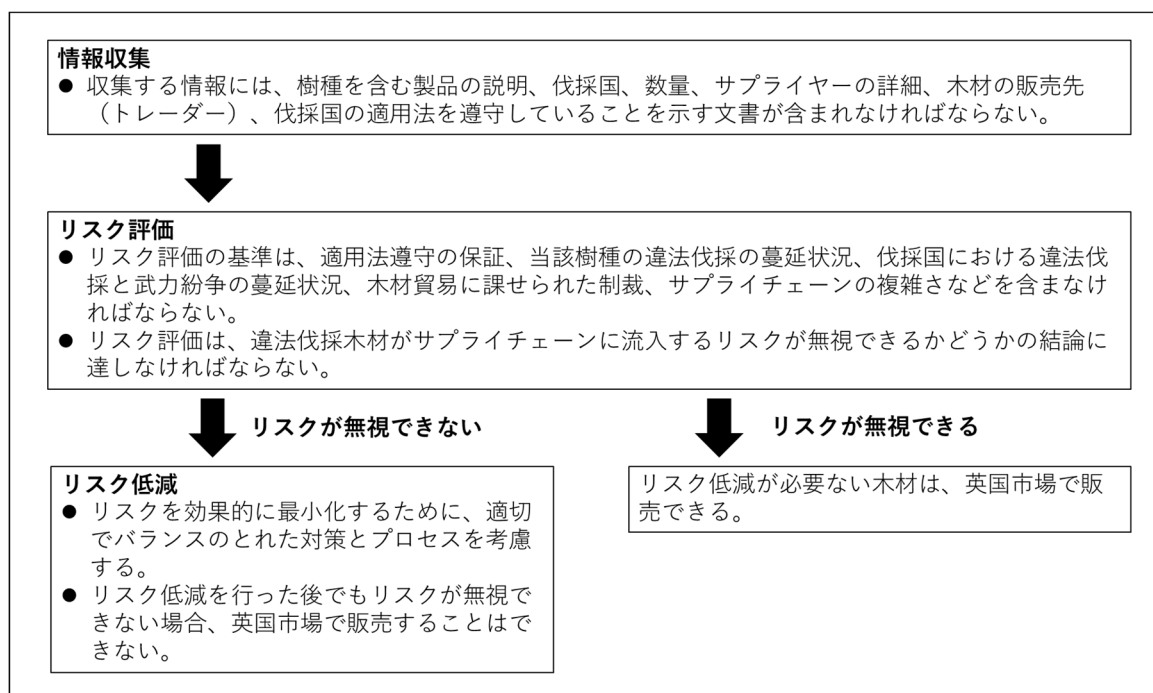 情報収集
● 収集する情報には、樹種を含む製品の説明、伐採国、数量、サプライヤーの詳細、木材の販売先
（トレーダー）、伐採国の適用法を遵守していることを示す文書が含まれなければならない。
リスク評価
● リスク評価の基準は、適用法遵守の保証、当該樹種の違法伐採の蔓延状況、伐採国における違法伐
採と武力紛争の蔓延状況、木材貿易に課せられた制裁、サプライチェーンの複雑さなどを含まなけ
ればならない。
● リスク評価は、違法伐採木材がサプライチェーンに流入するリスクが無視できるかどうかの結論に
達しなければならない。
リスクが無視できない
リスクが無視できる
リスク低減
● リスクを効果的に最小化するために、適切
でバランスのとれた対策とプロセスを考慮
する。
● リスク低減を行った後でもリスクが無視で
きない場合、英国市場で販売することはで
きない。
リスク低減が必要ない木材は、英国市場で販
売できる。